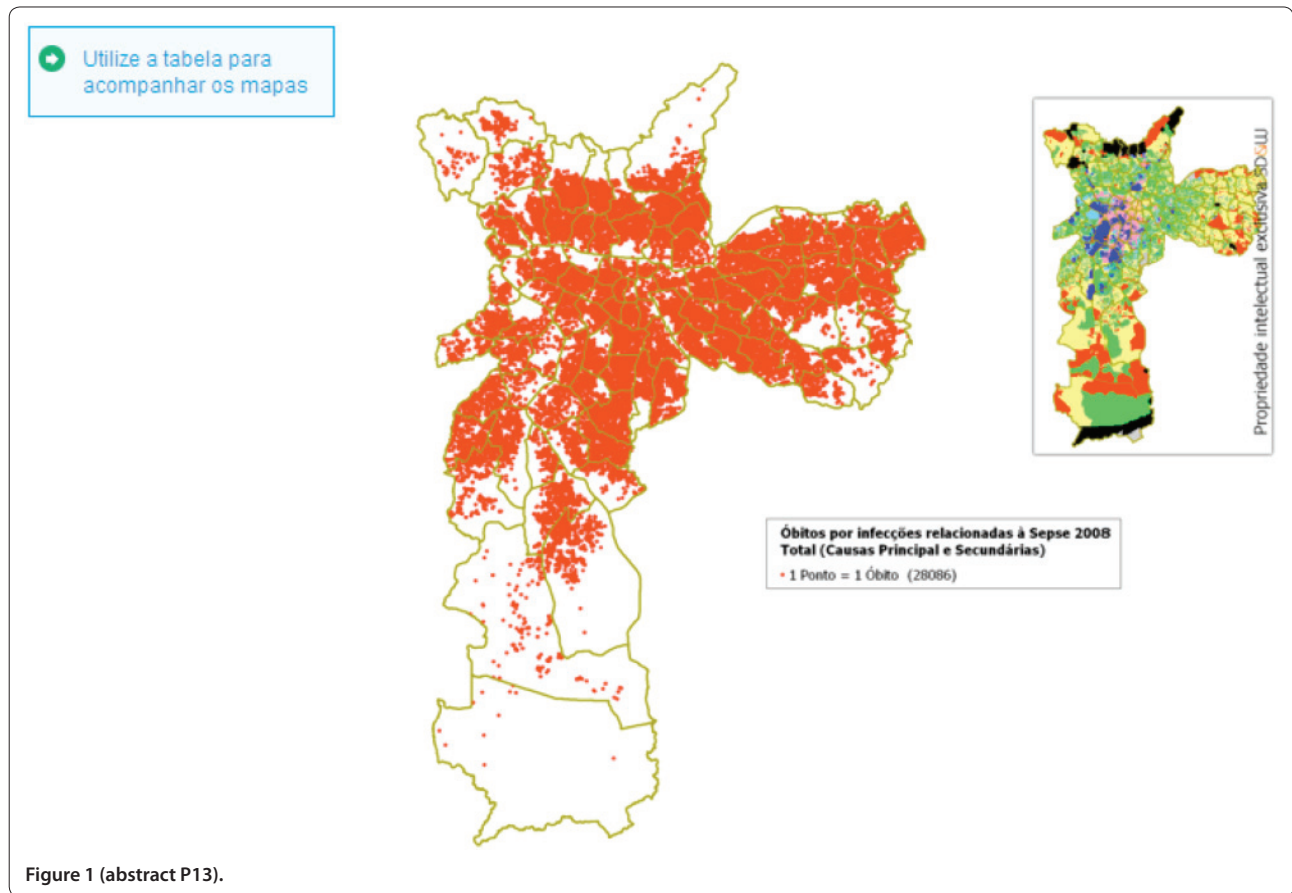 Utilize a tabela para
acompanhar os mapas
Propriedade intelectual exclusiva SD&W
Óbitos por infecções relacionadas à Sepse 2008
Total (Causas Principal e Secundárias)
1 Ponto = 1 Óbito (28086)
Figure 1 (abstract P13).